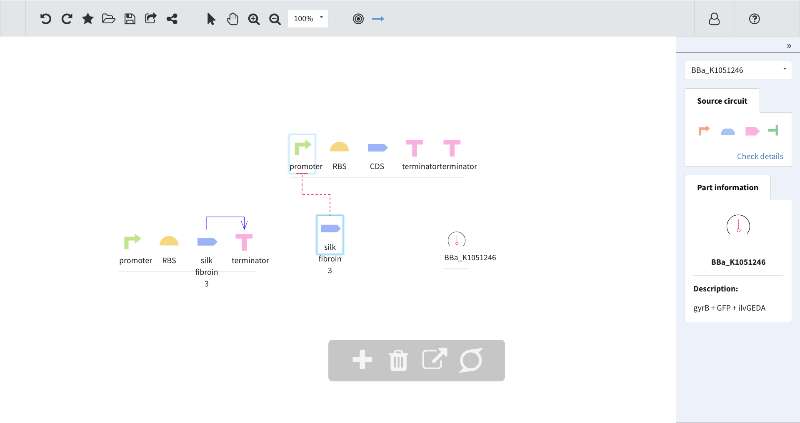 100%
BBa_K1051246
Source circuit
Check details
Part information
BBa_K1051246
Description:
gyrB + GFP + ilvGEDA
promoter RBS CDS terminator terminator
promoter RBS silk fibroin 3 terminator
silk
fibroin
3
BBa_K1051246